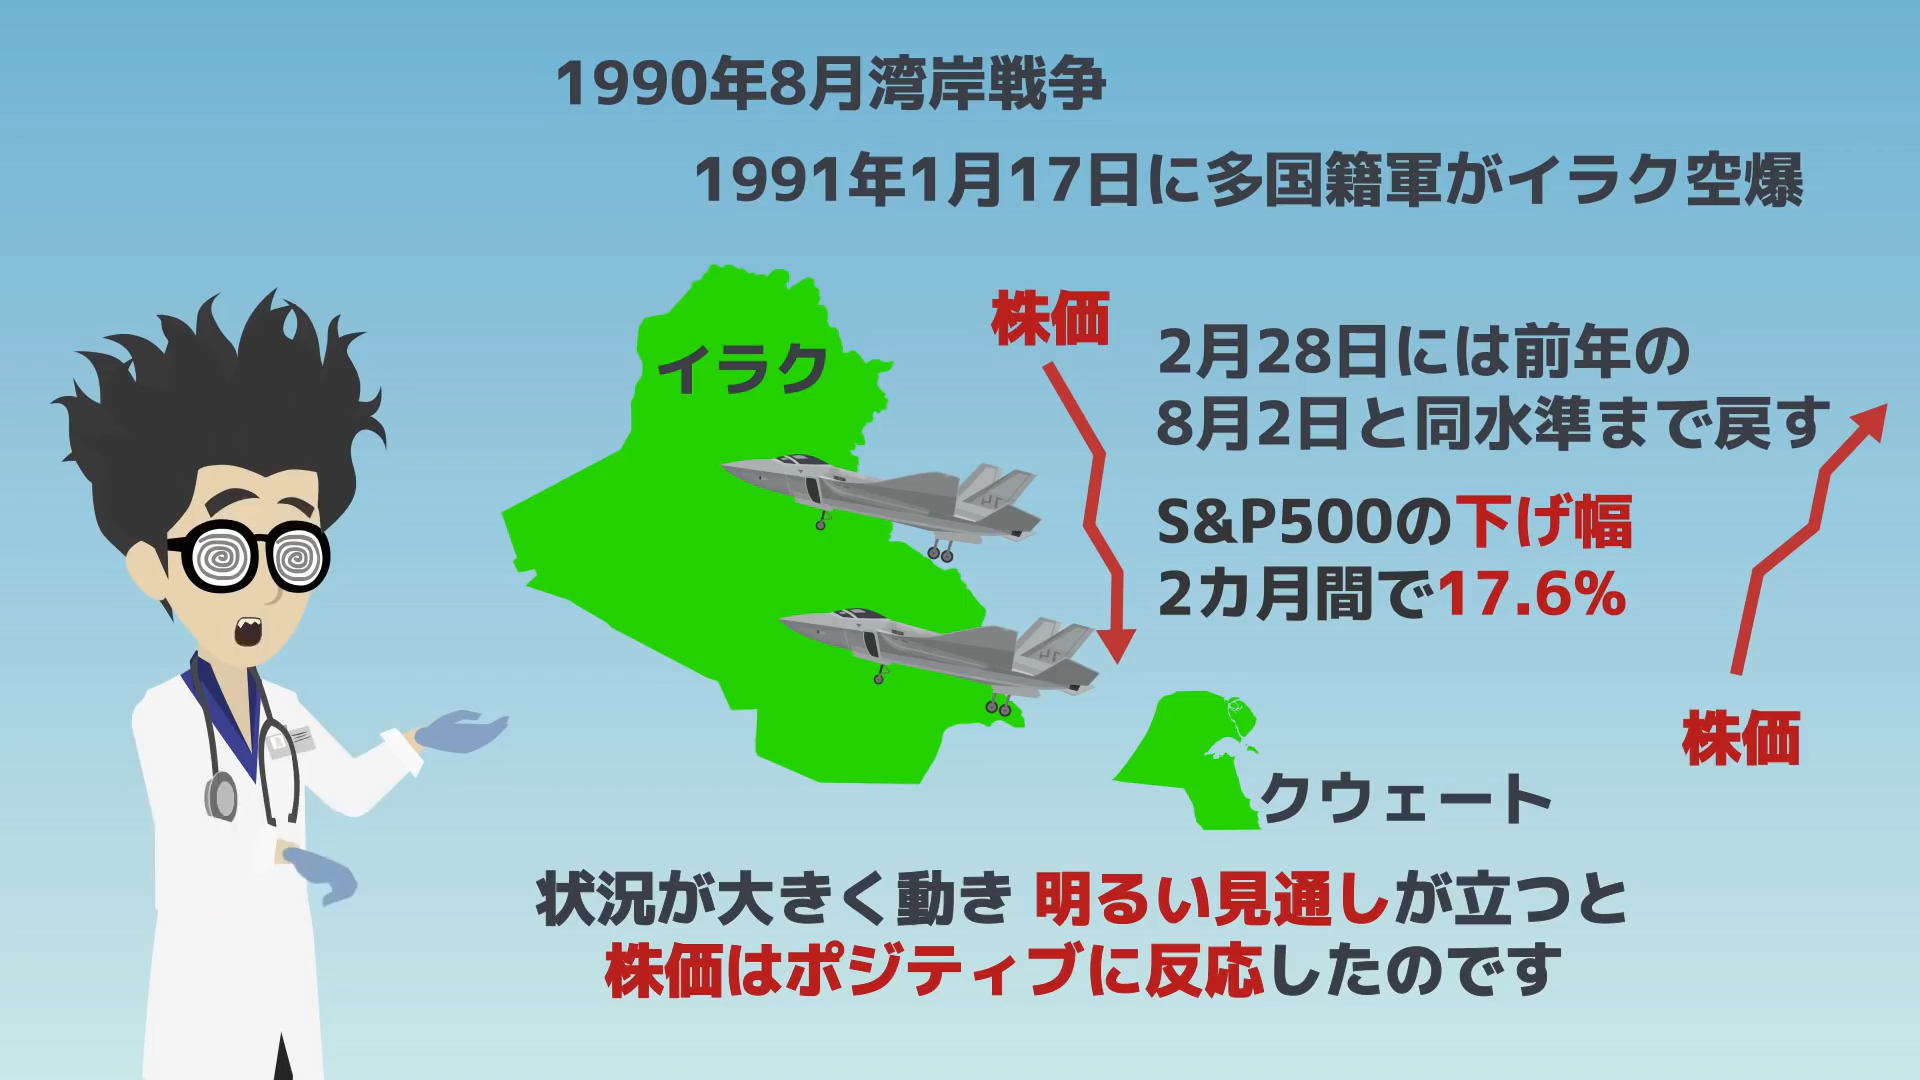 1990年8月湾岸戦争
1991年1月17日に多国籍軍がイラク空爆
イラク
株価
2月28日には前年の
8月2日と同水準まで戻す
S&P500の下げ幅
2カ月間で17.6%
株価
クウェート
状況が大きく動き 明るい見通しが立つと
株価はポジティブに反応したのです